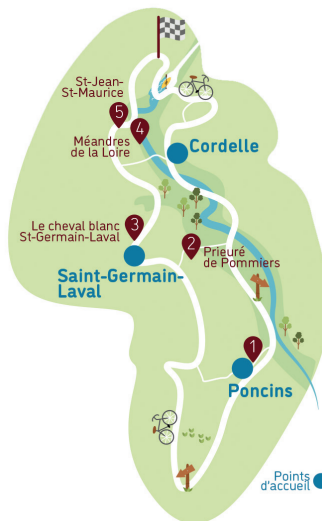 St-Jean-
St-Maurice
5
4
Méandres
de la Loire
Cordelle
Le cheval blanc
St-Germain-Laval
3
2
Prieuré
de Pommiers
Saint-Germain-
Laval
1
Poncins
Points
d'accueil